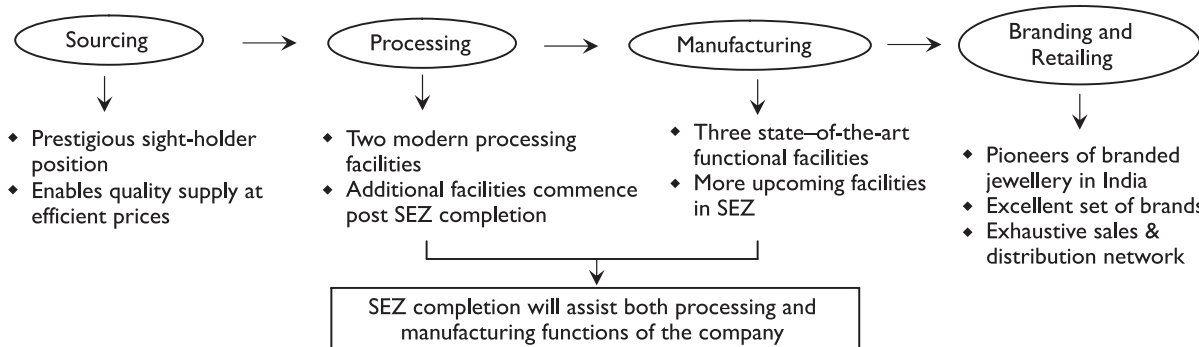 Sourcing
Processing
Manufacturing
Branding and
Retailing
◆ Prestigious sight-holder
position
◆ Enables quality supply at
efficient prices
◆ Two modern processing
facilities
◆ Additional facilities commence
post SEZ completion
◆ Three state–of-the-art
functional facilities
◆ More upcoming facilities
in SEZ
◆ Pioneers of branded
jewellery in India
◆ Excellent set of brands
◆ Exhaustive sales &
distribution network
SEZ completion will assist both processing and
manufacturing functions of the company